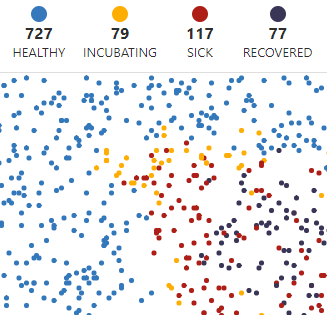 727 79 117 77
HEALTHY INCUBATING SICK RECOVERED